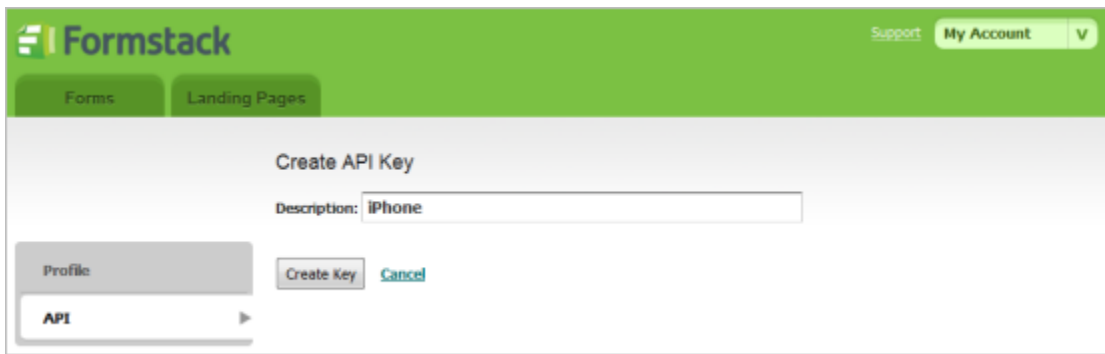 Formstack
Support
My Account V
Forms
Landing Pages
Create API Key
Description: iPhone
Profile
Create Key Cancel
API